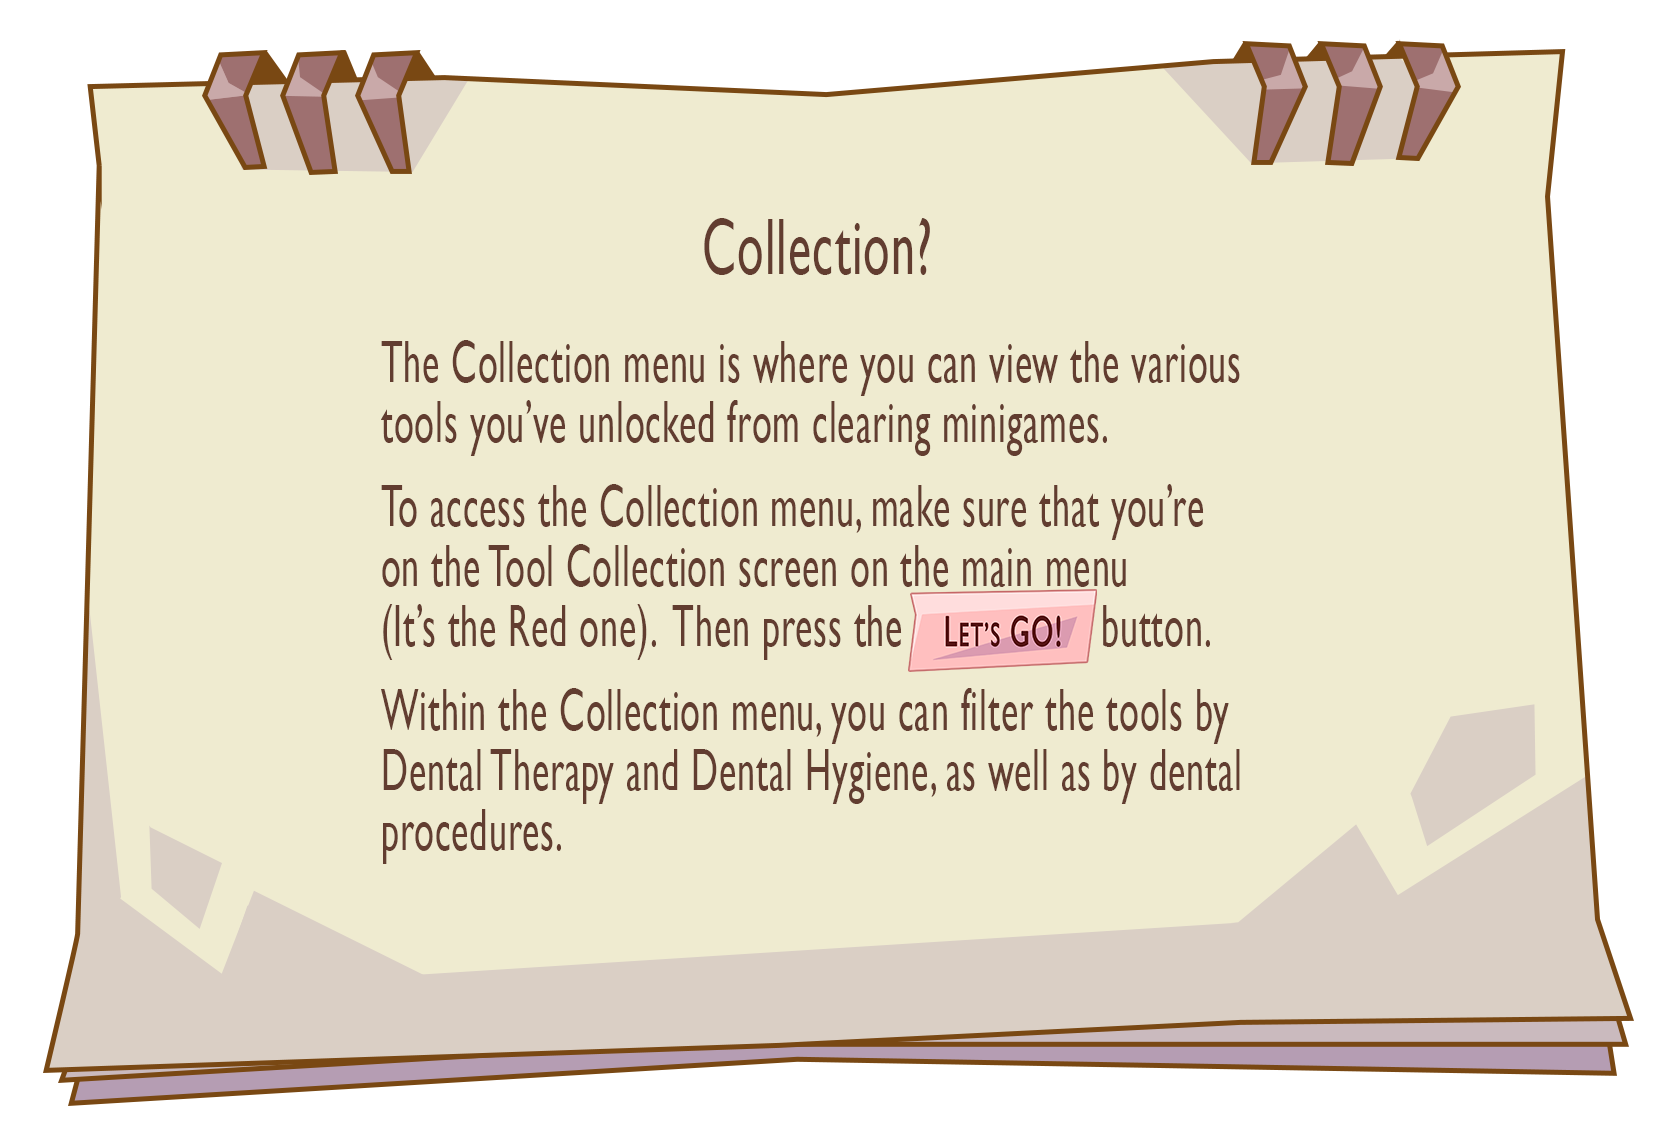 Collection?
The Collection menu is where you can view the various
tools you’ve unlocked from clearing minigames.
To access the Collection menu, make sure that you’re
on the Tool Collection screen on the main menu
(It’s the Red one). Then press the LET’S GO! button.
Within the Collection menu, you can filter the tools by
Dental Therapy and Dental Hygiene, as well as by dental
procedures.